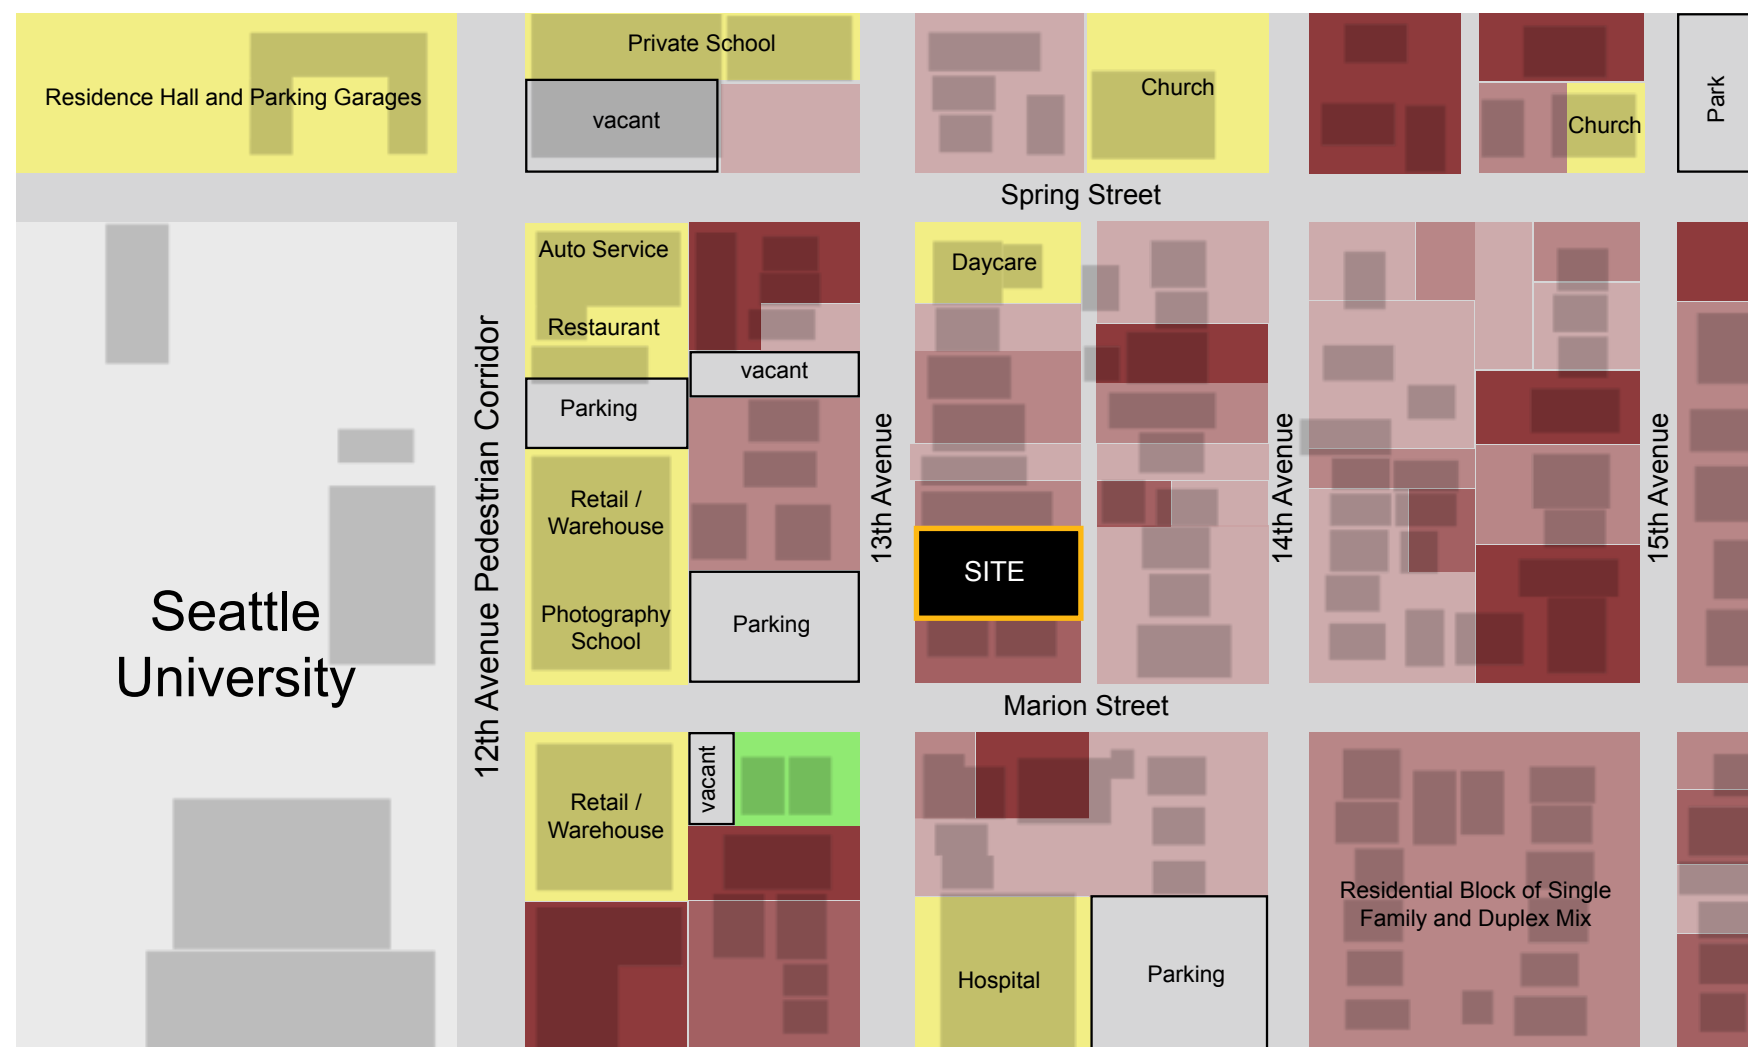 Private School
Residence Hall and Parking Garages
vacant
Church
Church
Park
Spring Street
Auto Service
Restaurant
Parking
vacant
Daycare
12th Avenue Pedestrian Corridor
13th Avenue
14th Avenue
15th Avenue
Retail /
Warehouse
SITE
Seattle
University
Photography
School
Parking
Marion Street
Retail /
Warehouse
vacant
Residential Block of Single
Family and Duplex Mix
Hospital
Parking